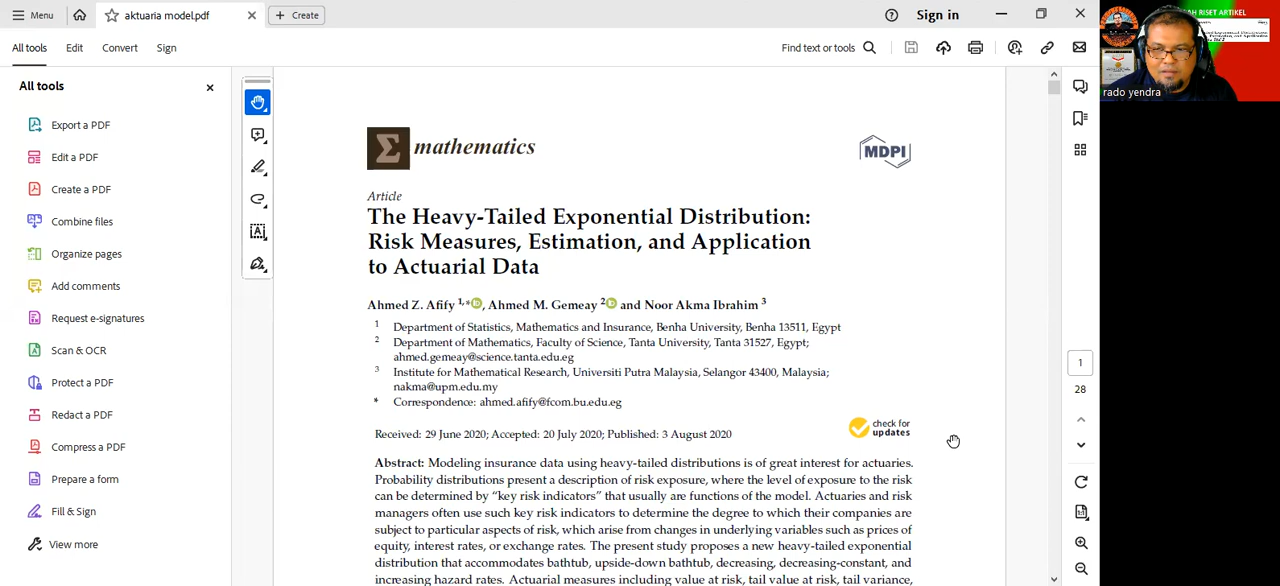 Menu
aktuaria model.pdf
Create
Sign in
All tools
Edit
Convert
Sign
Find text or tools
All tools
Export a PDF
Edit a PDF
Create a PDF
Combine files
Organize pages
Add comments
Request e-signatures
Scan & OCR
Protect a PDF
Redact a PDF
Compress a PDF
Prepare a form
Fill & Sign
View more
Σ mathematics
MDPI
Article
The Heavy-Tailed Exponential Distribution:
Risk Measures, Estimation, and Application
to Actuarial Data
Ahmed Z. Afify 1,*, Ahmed M. Gemeay 2 and Noor Akma Ibrahim 3
1 Department of Statistics, Mathematics and Insurance, Benha University, Benha 13511, Egypt
2 Department of Mathematics, Faculty of Science, Tanta University, Tanta 31527, Egypt;
ahmed.gemeay@science.tanta.edu.eg
3 Institute for Mathematical Research, Universiti Putra Malaysia, Selangor 43400, Malaysia;
nakma@upm.edu.my
* Correspondence: ahmed.afify@fcom.bu.edu.eg
check for
updates
Received: 29 June 2020; Accepted: 20 July 2020; Published: 3 August 2020
Abstract: Modeling insurance data using heavy-tailed distributions is of great interest for actuaries.
Probability distributions present a description of risk exposure, where the level of exposure to the risk
can be determined by “key risk indicators” that usually are functions of the model. Actuaries and risk
managers often use such key risk indicators to determine the degree to which their companies are
subject to particular aspects of risk, which arise from changes in underlying variables such as prices of
equity, interest rates, or exchange rates. The present study proposes a new heavy-tailed exponential
distribution that accommodates bathtub, upside-down bathtub, decreasing, decreasing-constant, and
increasing hazard rates. Actuarial measures including value at risk, tail value at risk, tail variance,
1
28
AH RISET ARTIKEL
rado yendra